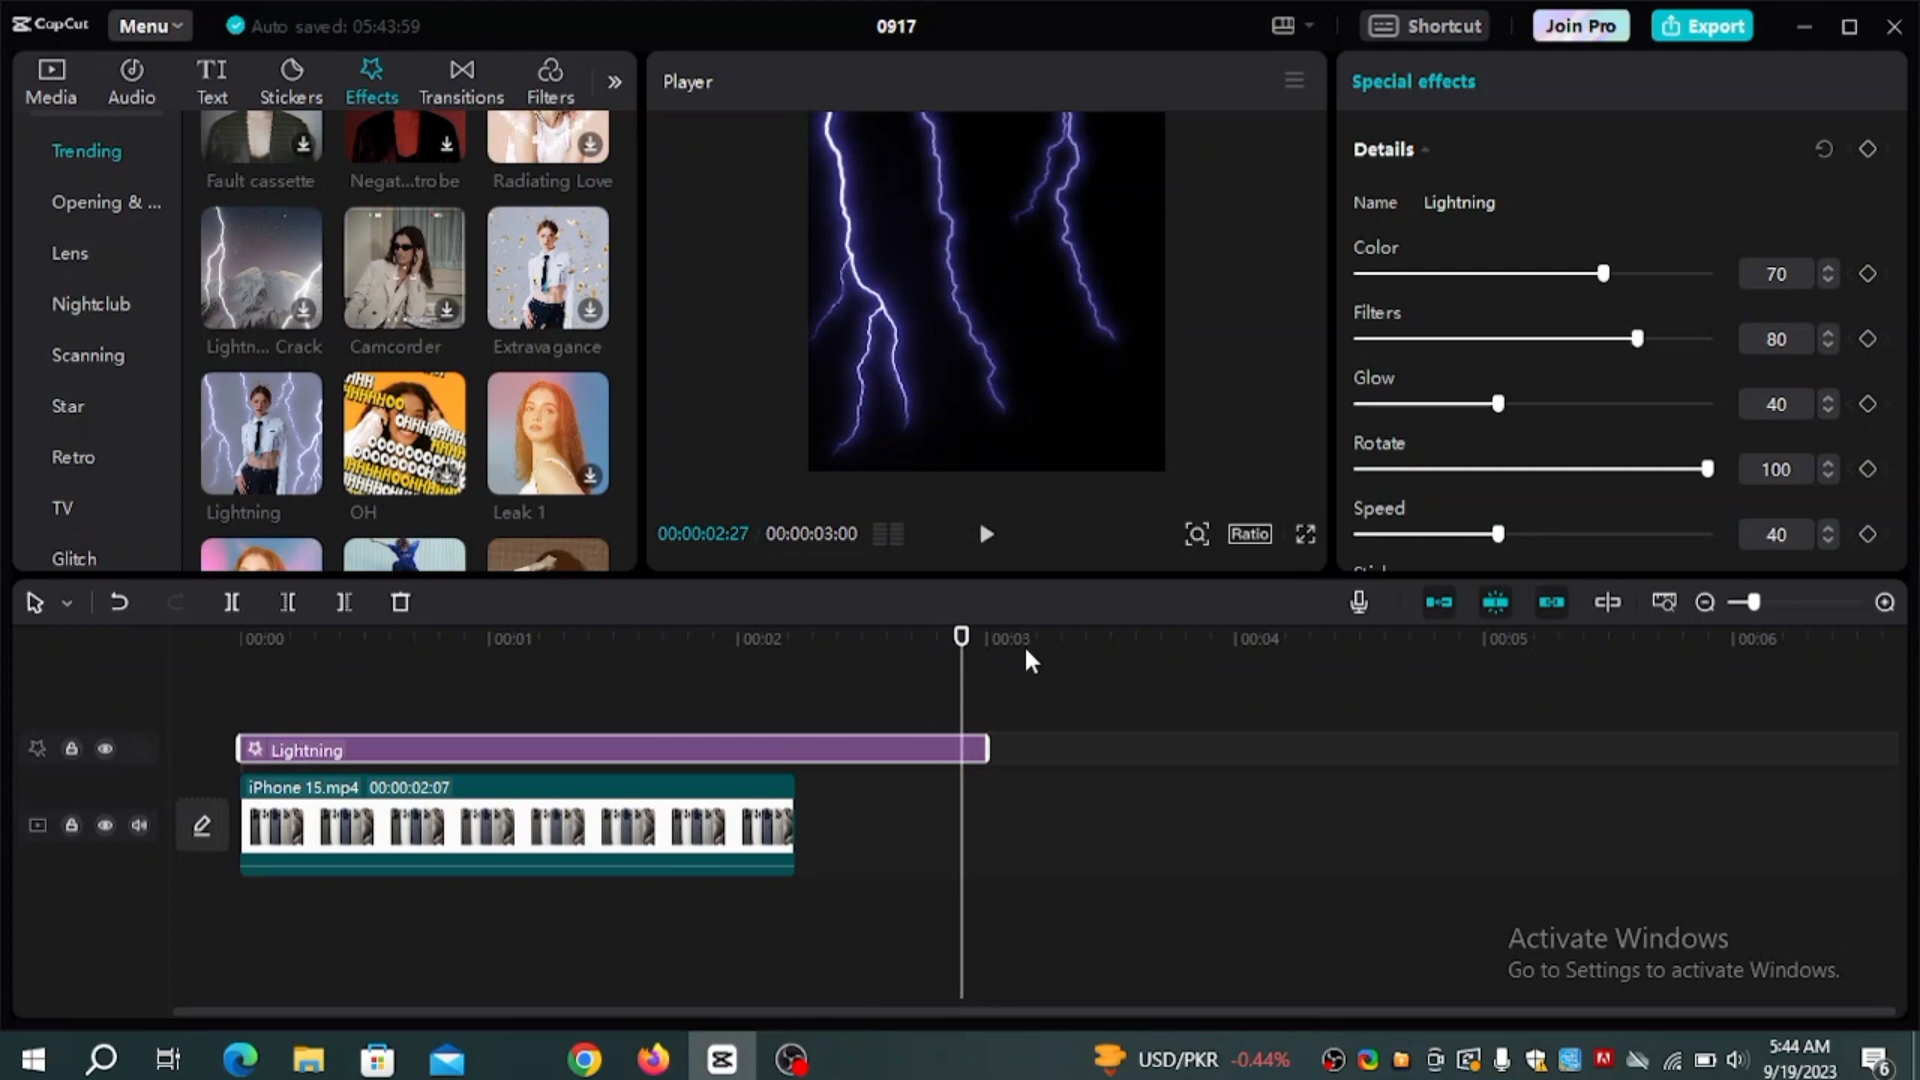 CapCut
Menu
Auto saved: 05:43:59
0917
Shortcut
Join Pro
Export
Media
Audio
TI
Text
Stickers
Effects
Transitions
Filters
Player
Special effects
Trending
Opening & ...
Lens
Nightclub
Scanning
Star
Retro
TV
Glitch
Fault cassette
Negat...trobe
Radiating Love
Lightn... Crack
Camcorder
Extravagance
Lightning
OH
Leak 1
00:00:02:27
00:00:03:00
Ratio
Details
Name Lightning
Color
70
Filters
80
Glow
40
Rotate
100
Speed
40
00:00
00:01
00:02
00:03
00:04
00:05
00:06
Lightning
iPhone 15.mp4 00:00:02:07
Activate Windows
Go to Settings to activate Windows.
USD/PKR -0.44%
5:44 AM
9/19/2023
6